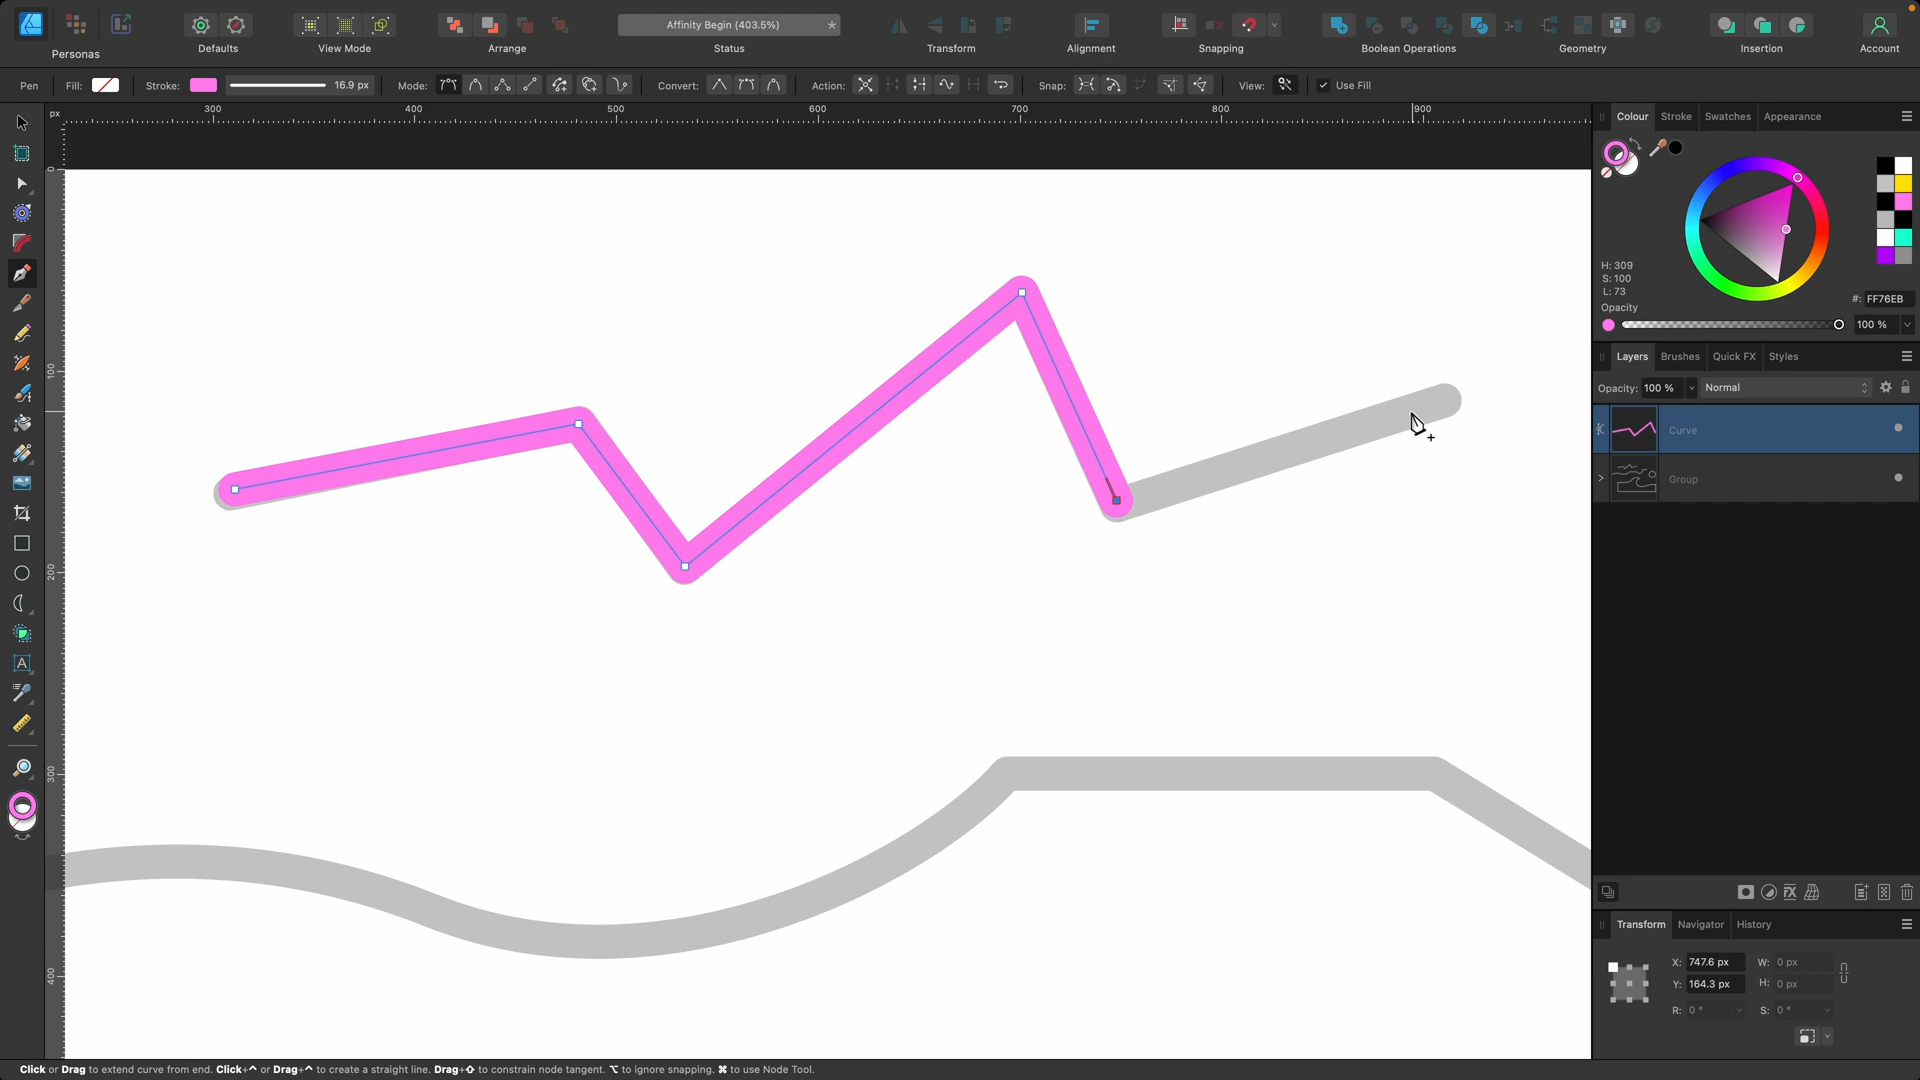 Affinity Begin (403.5%) *
Personas
Defaults
View Mode
Arrange
Status
Transform
Alignment
Snapping
Boolean Operations
Geometry
Insertion
Account
Pen
Fill:
Stroke:
16.9 px
Mode:
Convert:
Action:
Snap:
View:
Use Fill
px
300
400
500
600
700
800
900
0
100
200
300
400
A
Colour
Stroke
Swatches
Appearance
H: 309
S: 100
L: 73
#: FF76EB
Opacity
100 %
Layers
Brushes
Quick FX
Styles
Opacity: 100 %
Normal
Curve
Group
FX
Transform
Navigator
History
X: 747.6 px
W: 0 px
Y: 164.3 px
H: 0 px
R: 0 °
S: 0 °
Click or Drag to extend curve from end. Click+⌃ or Drag+⌃ to create a straight line. Drag+⇧ to constrain node tangent. ⌥ to ignore snapping. ⌘ to use Node Tool.